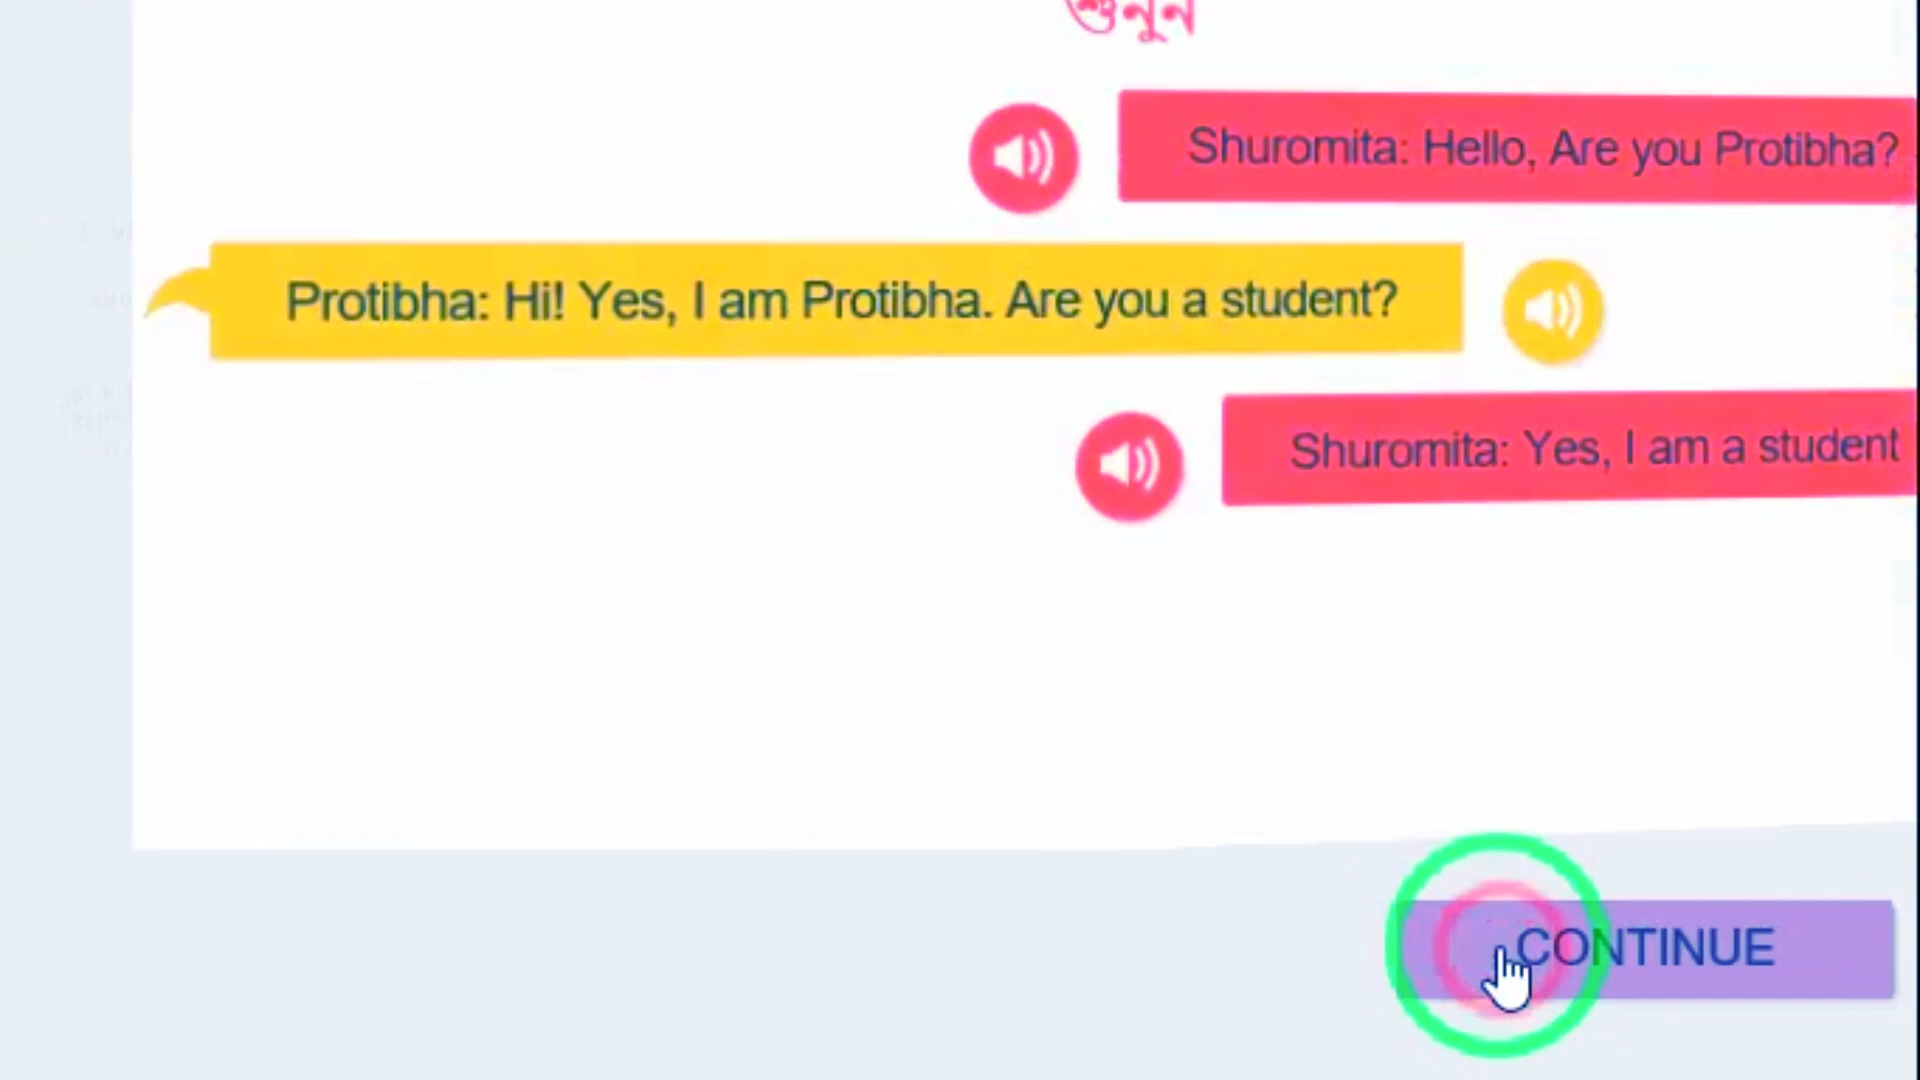 শুনুন
Shuromita: Hello, Are you Protibha?
Protibha: Hi! Yes, I am Protibha. Are you a student?
Shuromita: Yes, I am a student
CONTINUE